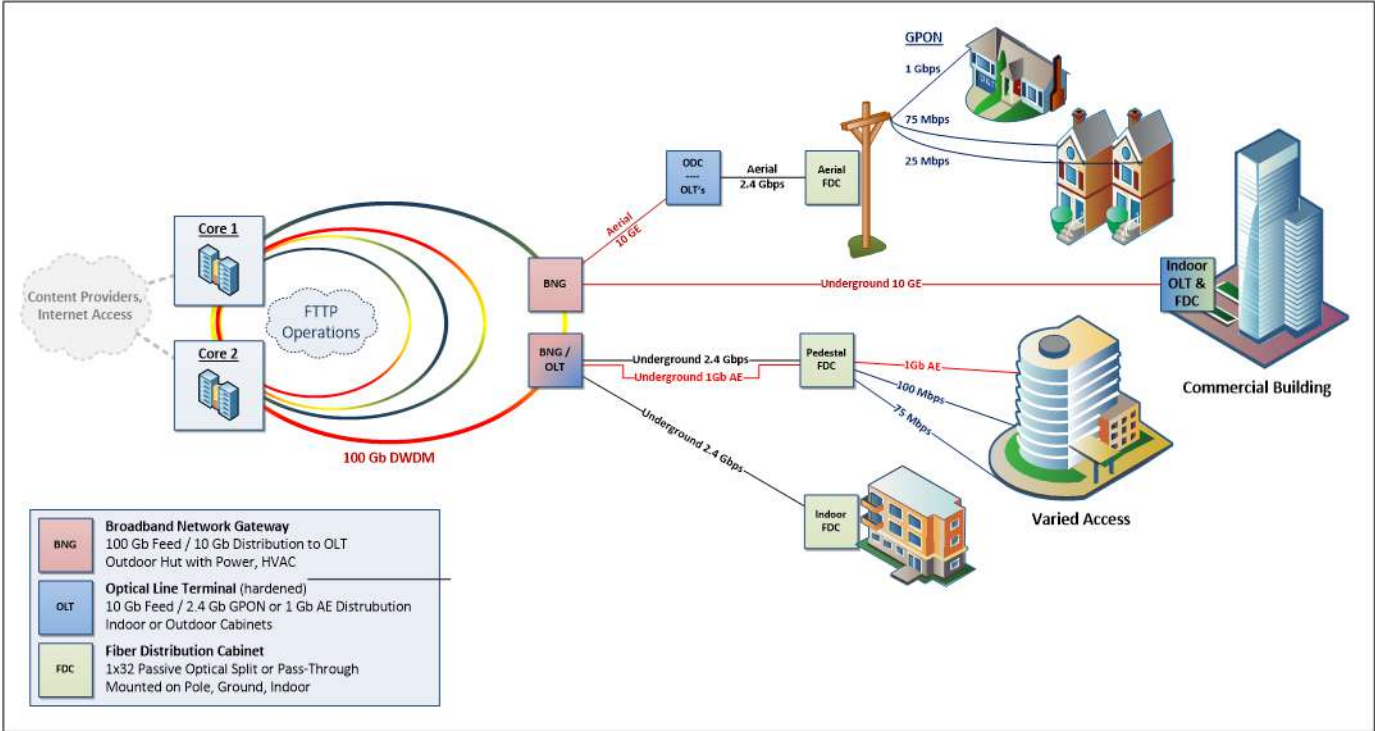 GPON
1 Gbps
75 Mbps
25 Mbps
ODC
----
OLT's
Aerial
2.4 Gbps
Aerial
FDC
Aerial
10 GE
Core 1
Content Providers,
Internet Access
FTTP
Operations
Core 2
BNG
Underground 10 GE
Indoor
OLT &
FDC
Commercial Building
BNG /
OLT
Underground 2.4 Gbps
Underground 1Gb AE
Pedestal
FDC
1Gb AE
100 Mbps
75 Mbps
Varied Access
Underground 2.4 Gbps
Indoor
FDC
100 Gb DWDM
BNG
Broadband Network Gateway
100 Gb Feed / 10 Gb Distribution to OLT
Outdoor Hut with Power, HVAC
OLT
Optical Line Terminal (hardened)
10 Gb Feed / 2.4 Gb GPON or 1 Gb AE Distrubution
Indoor or Outdoor Cabinets
FDC
Fiber Distribution Cabinet
1x32 Passive Optical Split or Pass-Through
Mounted on Pole, Ground, Indoor